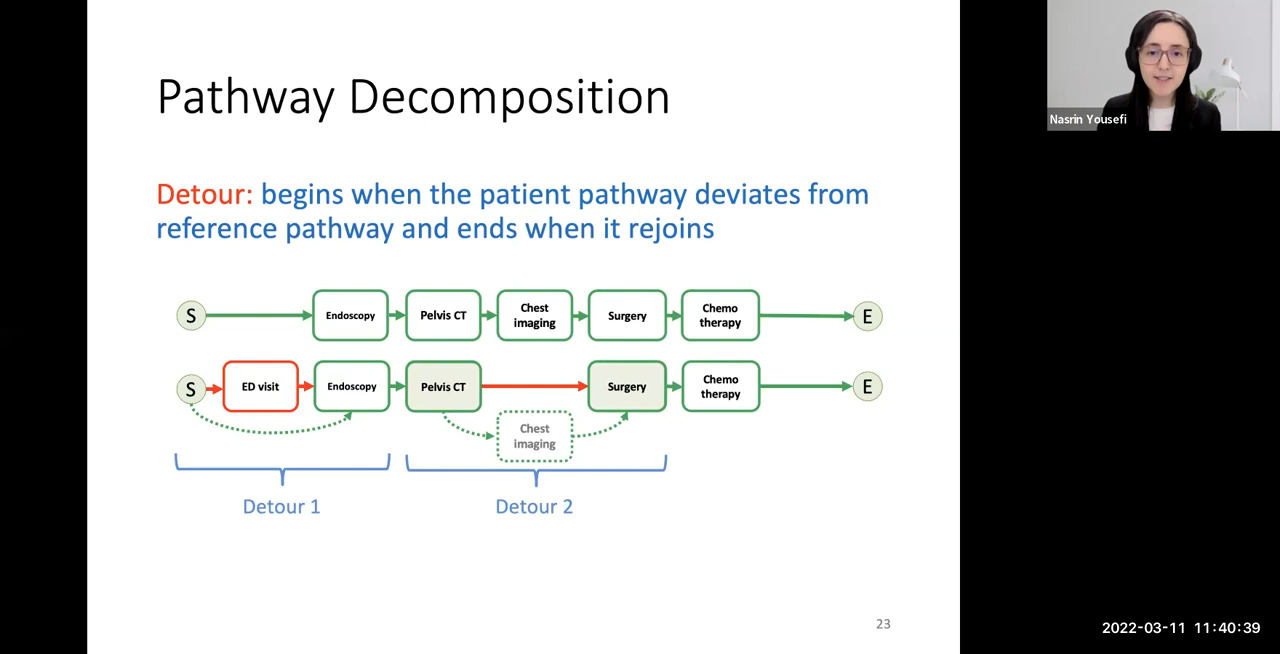 Pathway Decomposition
Nasrin Yousefi
Detour: begins when the patient pathway deviates from
reference pathway and ends when it rejoins
S
Endoscopy
Pelvis CT
Chest
imaging
Surgery
Chemo
therapy
E
S
ED visit
Endoscopy
Pelvis CT
Surgery
Chemo
therapy
E
Chest
imaging
Detour 1
Detour 2
23
2022-03-11 11:40:39